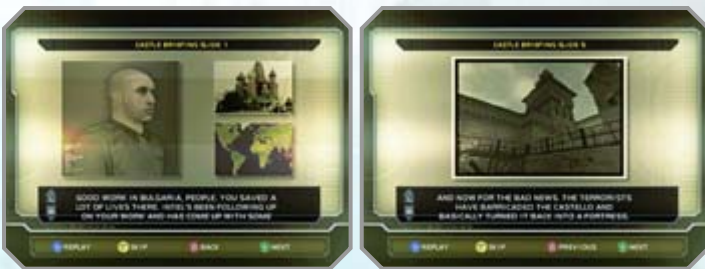 CASTLE BRIEFING SLIDE 1
GOOD WORK IN BULGARIA, PEOPLE. YOU SAVED A
LOT OF LIVES THERE. INTEL'S BEEN FOLLOWING UP
ON YOUR WORK AND HAS COME UP WITH SOME
X REPLAY Y SKIP B BACK A NEXT
CASTLE BRIEFING SLIDE 5
AND NOW FOR THE BAD NEWS. THE TERRORISTS
HAVE BARRICADED THE CASTELLO AND
BASICALLY TURNED IT BACK INTO A FORTRESS.
REPLAY SKIP PREVIOUS NEXT